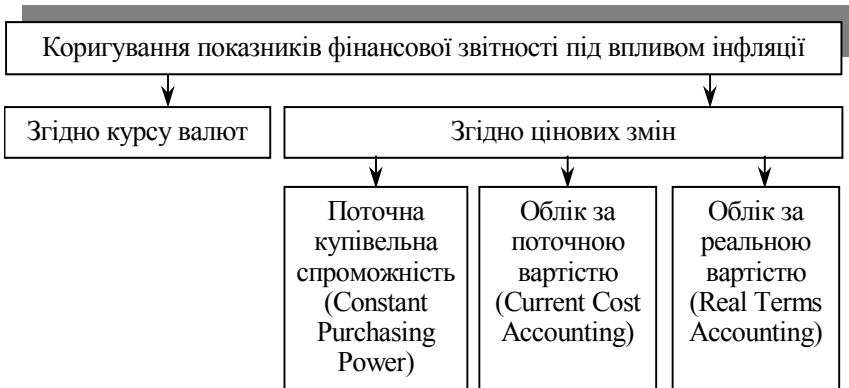 Коригування показників фінансової звітності під впливом інфляції
Згідно курсу валют
Згідно цінових змін
Поточна
купівельна
спроможність
(Constant
Purchasing
Power)
Облік за
поточною
вартістю
(Current Cost
Accounting)
Облік за
реальною
вартістю
(Real Terms
Accounting)